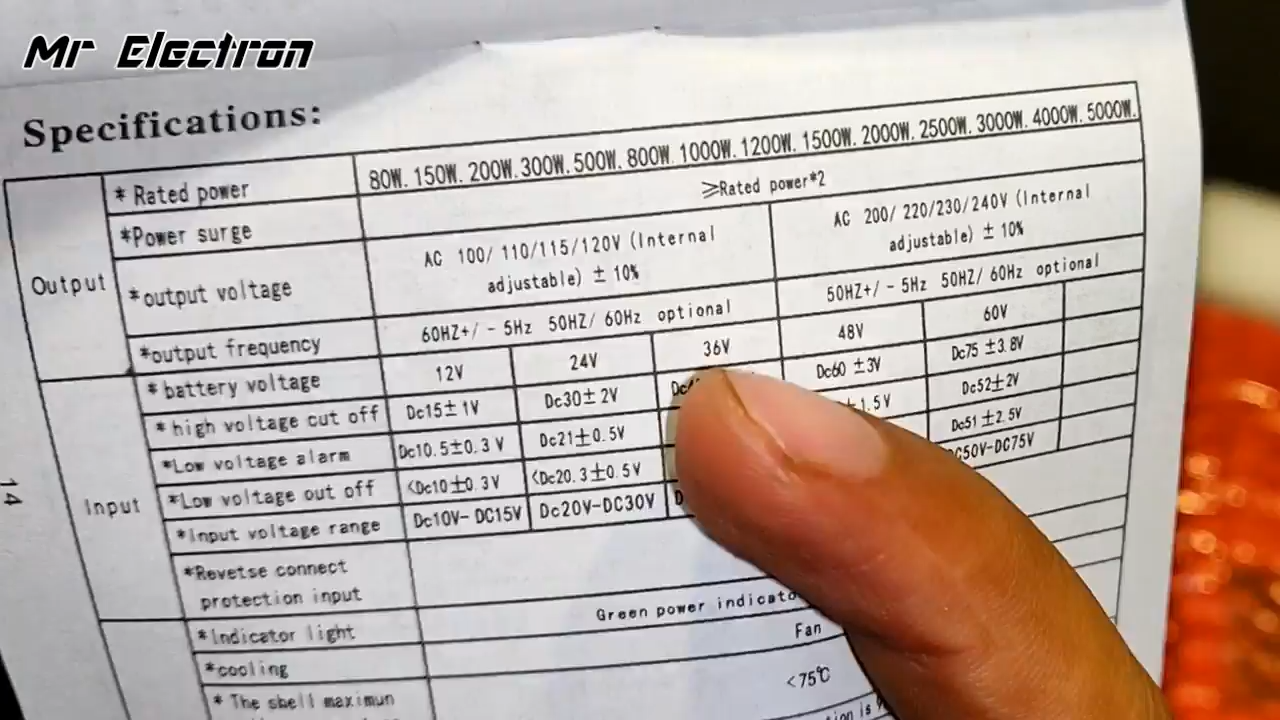 Mr Electron
Specifications:
Output
* Rated power
80W. 150W. 200W. 300W. 500W. 800W. 1000W. 1200W. 1500W. 2000W. 2500W. 3000W. 4000W. 5000W.
*Power surge
≥Rated power*2
*output voltage
AC 100/ 110/115/120V (Internal
adjustable) ± 10%
AC 200/ 220/230/240V (Internal
adjustable) ± 10%
*output frequency
60HZ+/ - 5Hz 50HZ/ 60Hz optional
50HZ+/ - 5Hz 50HZ/ 60Hz optional
Input
* battery voltage
12V
24V
36V
48V
60V
* high voltage cut off
Dc15± 1V
Dc30± 2V
Dc60 ±3V
Dc75 ±3.8V
*Low voltage alarm
Dc10.5±0.3 V
Dc21±0.5V
±1.5V
Dc52±2V
*Low voltage out off
<Dc10±0.3V
<Dc20.3±0.5V
Dc51 ±2.5V
*Input voltage range
Dc10V- DC15V
Dc20V-DC30V
DC50V-DC75V
*Revetse connect
protection input
*Indicator light
Green power
*cooling
Fan
* The shell maximun
<75℃
14